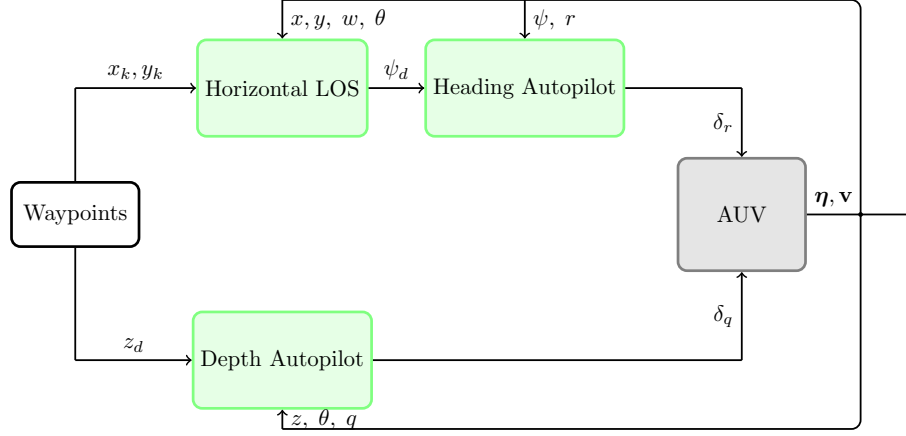 x, y, w, θ
ψ, r
x_k, y_k
Horizontal LOS
ψ_d
Heading Autopilot
δ_r
Waypoints
AUV
η, v
δ_q
z_d
Depth Autopilot
z, θ, q